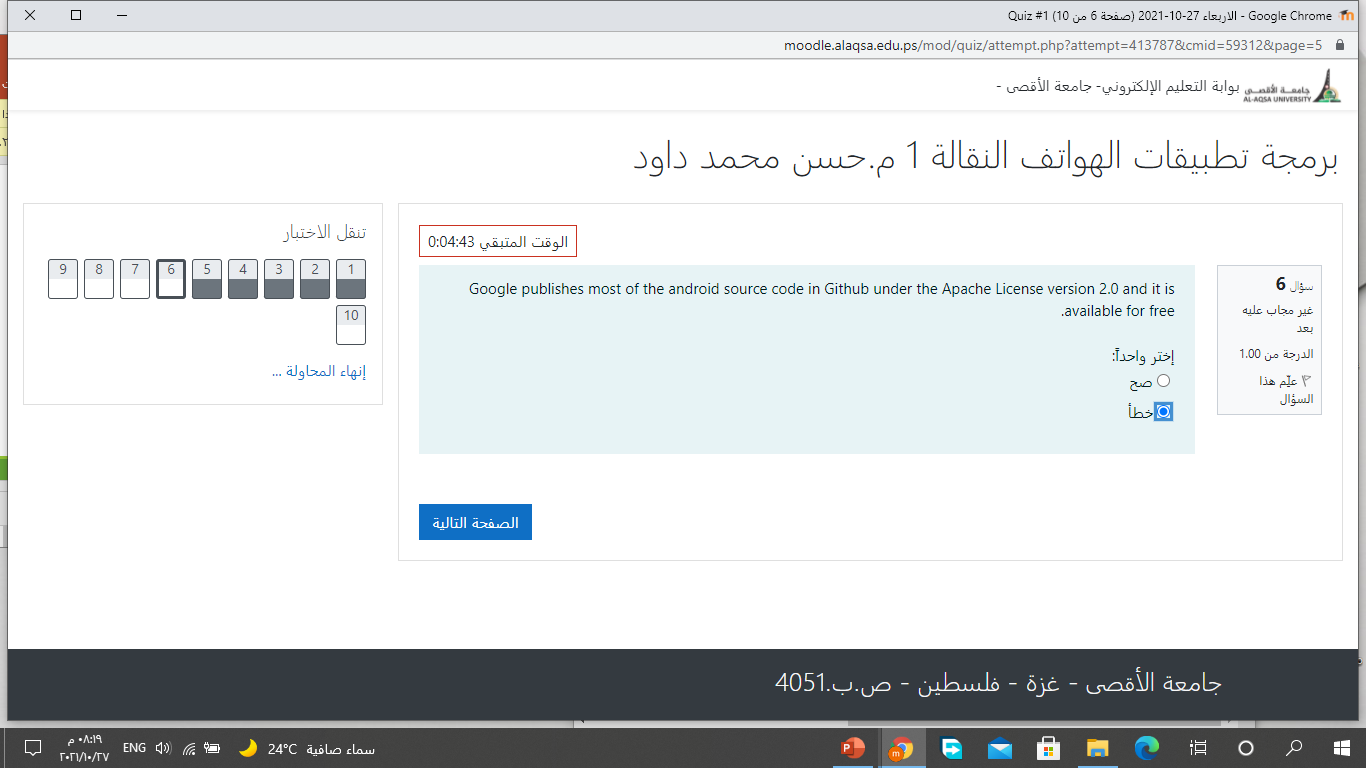 Quiz #1 (صفحة 6 من 10) 2021-10-27 الاربعاء - Google Chrome
moodle.alaqsa.edu.ps/mod/quiz/attempt.php?attempt=413787&cmid=59312&page=5
جامعة الأقصى
AL-AQSA UNIVERSITY
بوابة التعليم الإلكتروني- جامعة الأقصى -
برمجة تطبيقات الهواتف النقالة 1 م.حسن محمد داود
سؤال 6
غير مجاب عليه
بعد
الدرجة من 1.00
علِّم هذا
السؤال
الوقت المتبقي 0:04:43
Google publishes most of the android source code in Github under the Apache License version 2.0 and it is
.available for free
إختر واحداً:
صح
خطأ
الصفحة التالية
تنقل الاختبار
1 2 3 4 5 6 7 8 9
10
إنهاء المحاولة ...
جامعة الأقصى - غزة - فلسطين - ص.ب.4051
سماء صافية 24°C
ENG
٠٨:١٩ م
٢٠٢١/١٠/٢٧